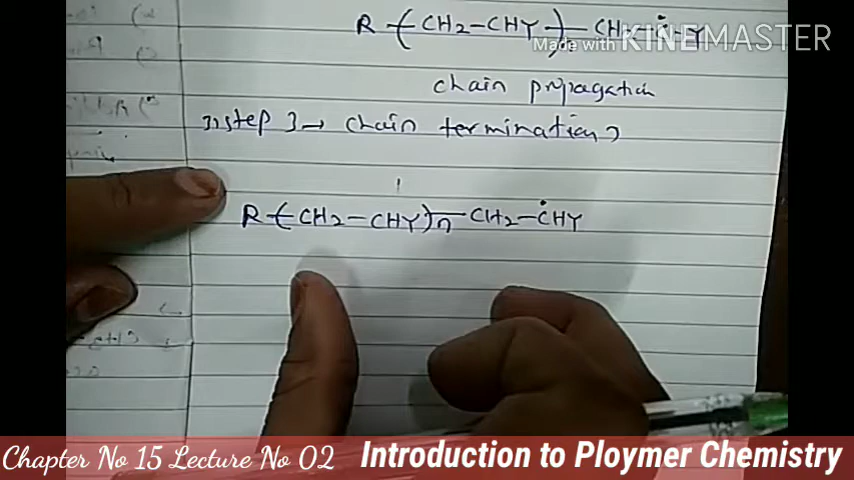 R-(CH2-CHY)-CH2-ĊHY
Made with KINEMASTER
chain propagation
step 3→ chain termination
R-(CH2-CHY)n-CH2-ĊHY
Chapter No 15 Lecture No 02 Introduction to Ploymer Chemistry